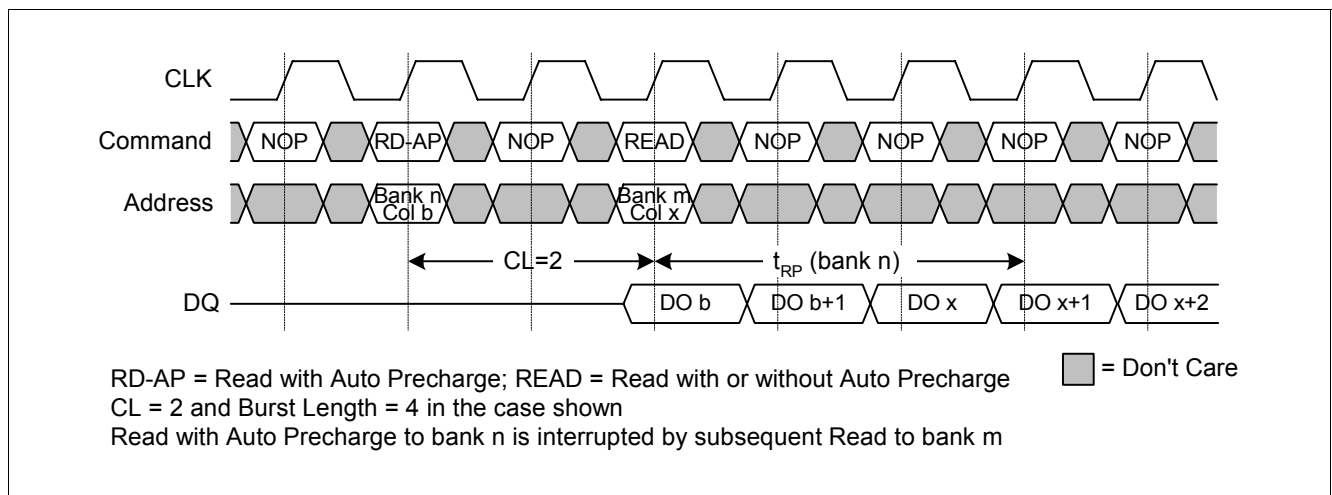 CLK
Command NOP RD-AP NOP READ NOP NOP NOP NOP
Address Bank n Col b Bank m Col x
CL=2 tRP (bank n)
DQ DO b DO b+1 DO x DO x+1 DO x+2
RD-AP = Read with Auto Precharge; READ = Read with or without Auto Precharge
= Don't Care
CL = 2 and Burst Length = 4 in the case shown
Read with Auto Precharge to bank n is interrupted by subsequent Read to bank m